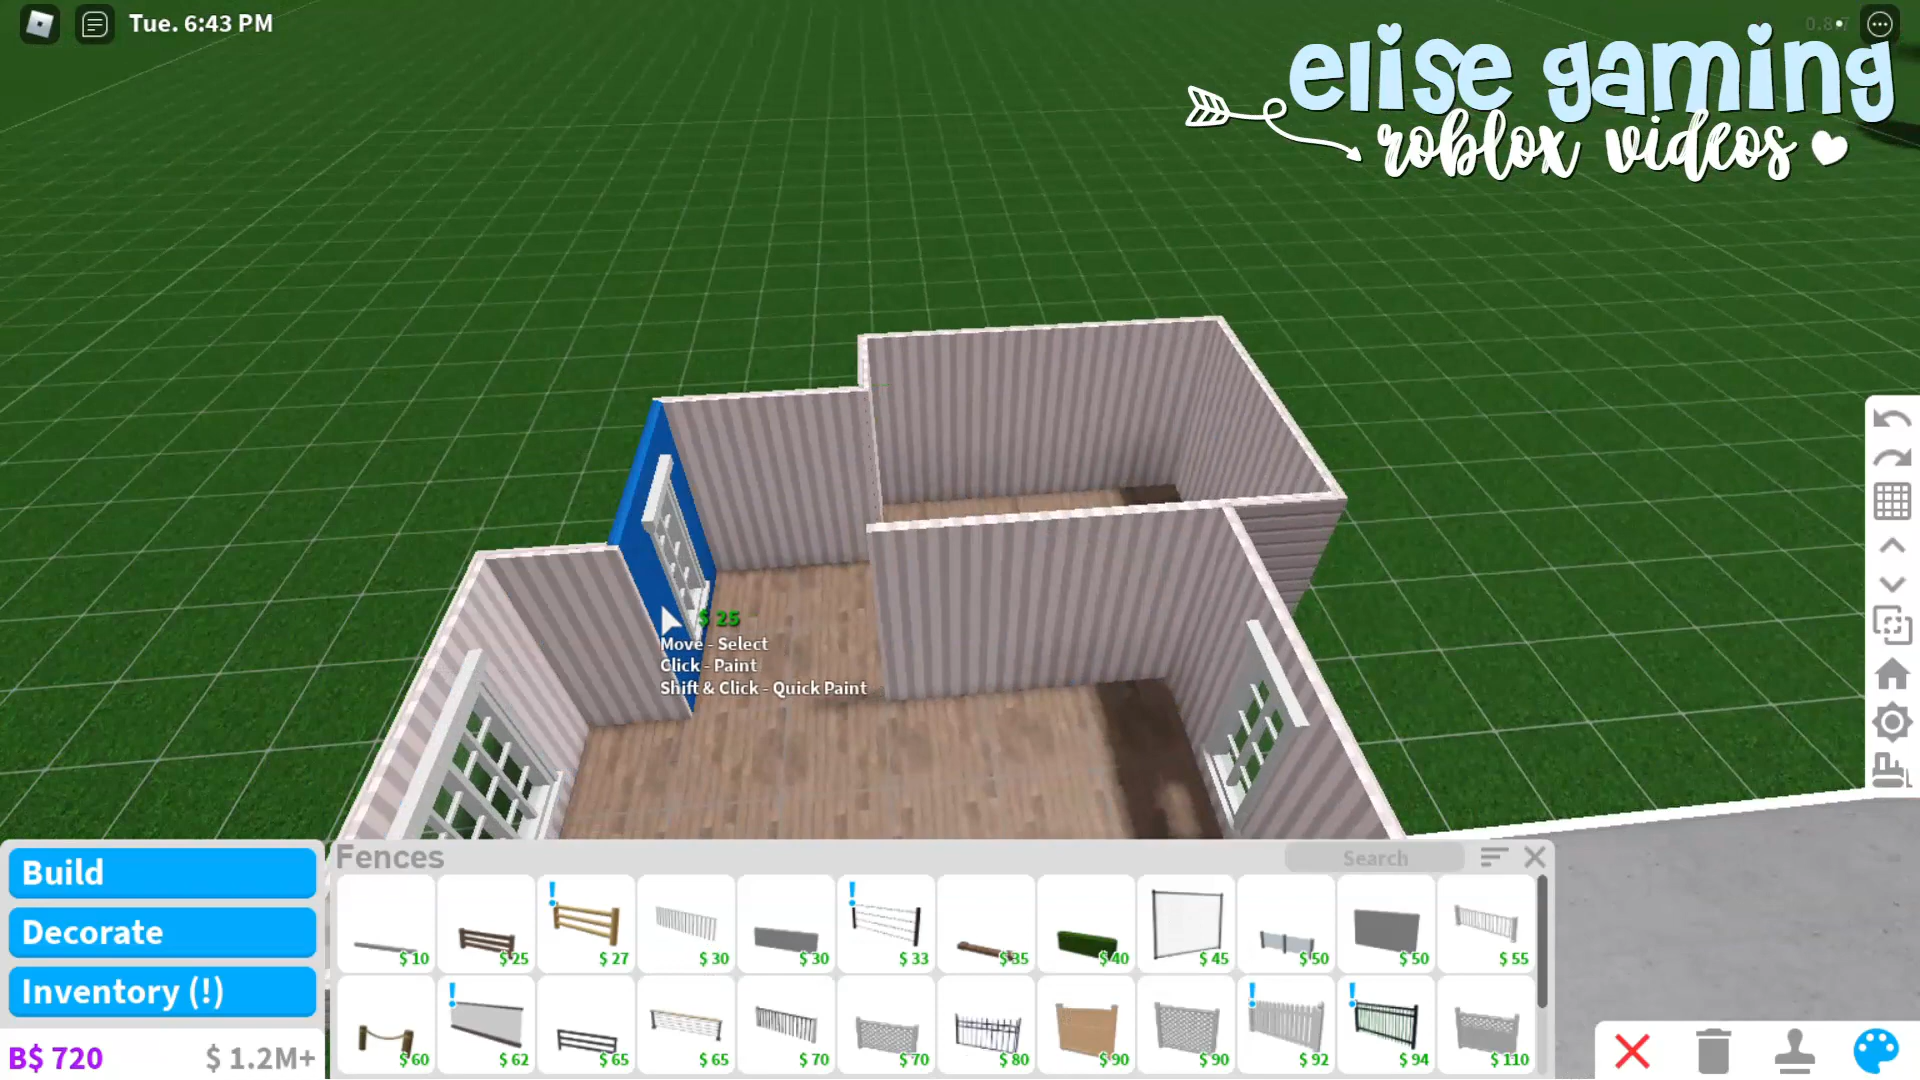 Tue. 6:43 PM
elise gaming
roblox videos
$ 25
Move - Select
Click - Paint
Shift & Click - Quick Paint
Build
Decorate
Inventory (!)
B$ 720
$ 1.2M+
Fences
Search
$ 10
$ 25
$ 27
$ 30
$ 30
$ 33
$ 35
$ 40
$ 45
$ 50
$ 50
$ 55
$ 60
$ 62
$ 65
$ 65
$ 70
$ 70
$ 80
$ 90
$ 90
$ 92
$ 94
$ 110